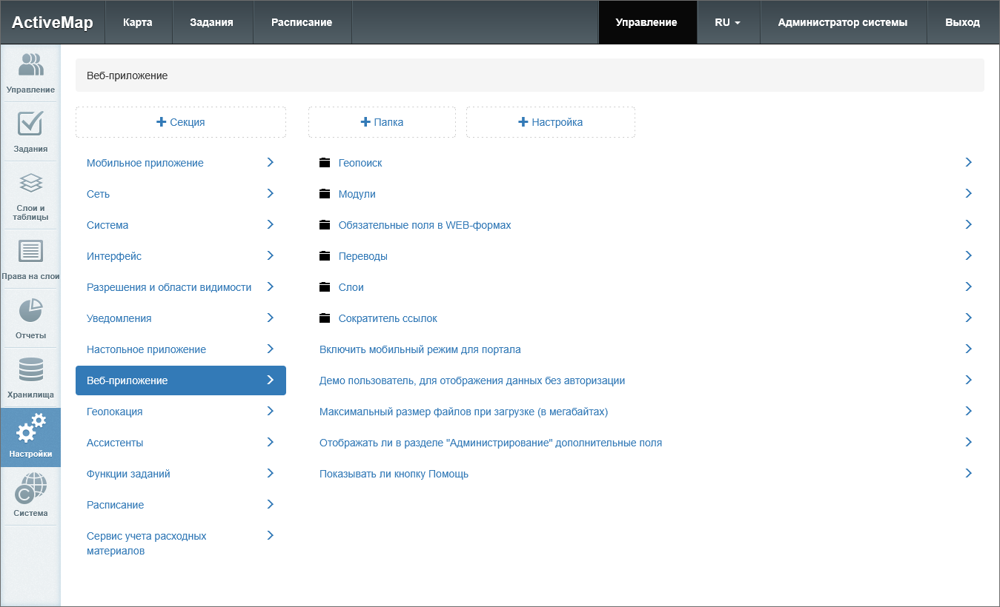 ActiveMap
Карта
Задания
Расписание
Управление
RU
Администратор системы
Выход
Управление
Задания
Слои и
таблицы
Права на слои
Отчеты
Хранилища
Настройки
Система
Веб-приложение
Секция
Папка
Настройка
Мобильное приложение
Сеть
Система
Интерфейс
Разрешения и области видимости
Уведомления
Настольное приложение
Веб-приложение
Геолокация
Ассистенты
Функции заданий
Расписание
Сервис учета расходных
материалов
Геопоиск
Модули
Обязательные поля в WEB-формах
Переводы
Слои
Сократитель ссылок
Включить мобильный режим для портала
Демо пользователь, для отображения данных без авторизации
Максимальный размер файлов при загрузке (в мегабайтах)
Отображать ли в разделе "Администрирование" дополнительные поля
Показывать ли кнопку Помощь